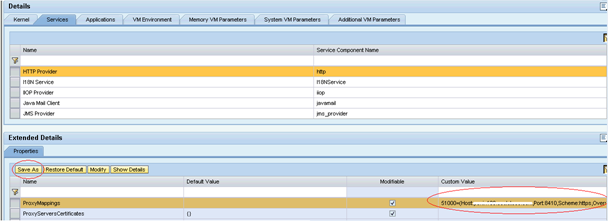 Details
Kernel Services Applications VM Environment Memory VM Parameters System VM Parameters Additional VM Parameters
Name Service Component Name
HTTP Provider http
I18N Service I18NService
IIOP Provider iiop
Java Mail Client javamail
JMS Provider jms_provider
Extended Details
Properties
Save As Restore Default Modify Show Details
Name Default Value Modifiable Custom Value
ProxyMappings 51000=(Host ,Port:8410,Scheme:https,Over
ProxyServersCertificates {}